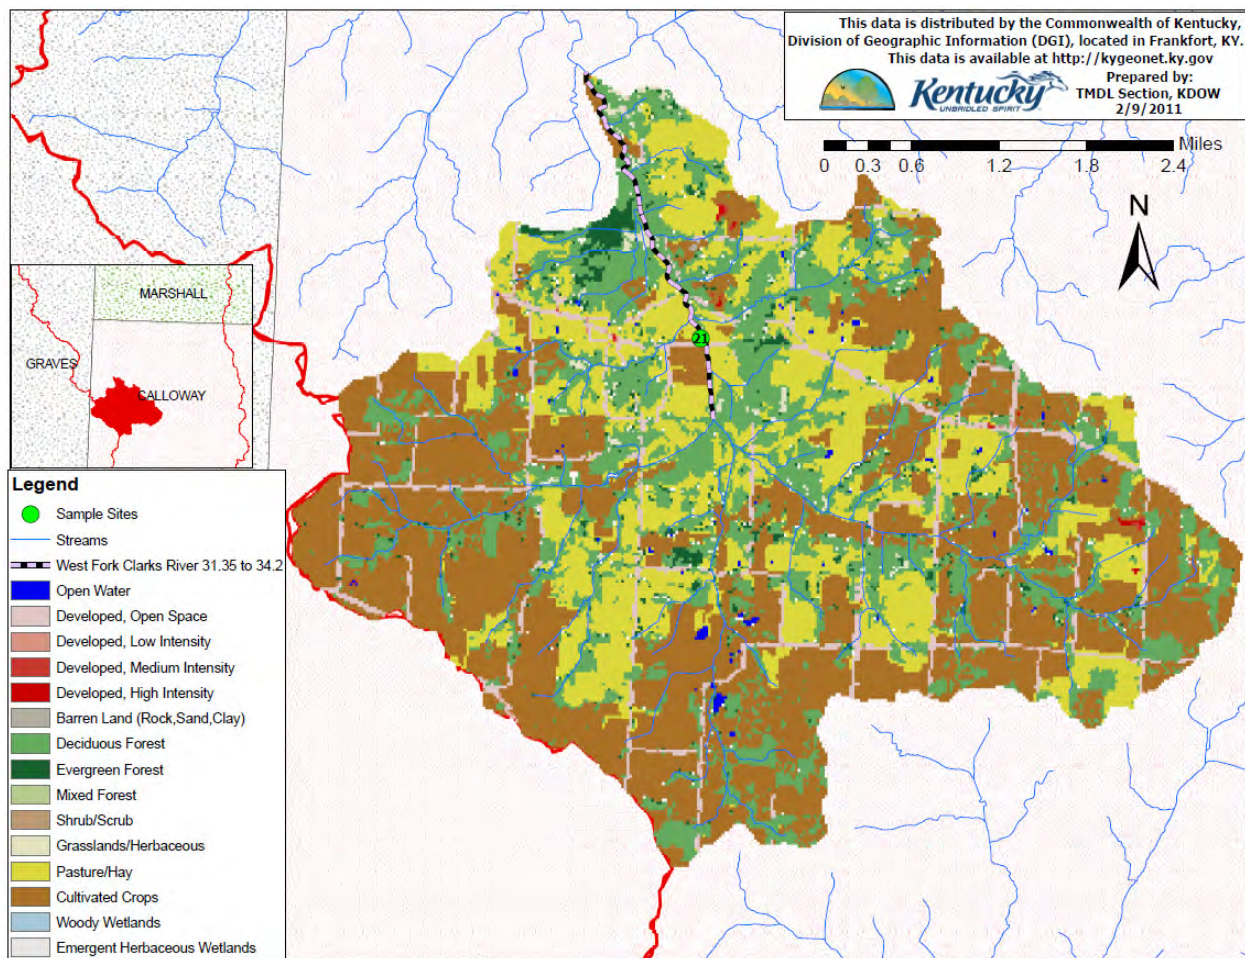 This data is distributed by the Commonwealth of Kentucky,
Division of Geographic Information (DGI), located in Frankfort, KY.
This data is available at http://kygeonet.ky.gov
Kentucky
UNBRIDLED SPIRIT
Prepared by:
TMDL Section, KDOW
2/9/2011
Miles
0 0.3 0.6 1.2 1.8 2.4
N
21
MARSHALL
GRAVES
CALLOWAY
Legend
Sample Sites
Streams
West Fork Clarks River 31.35 to 34.2
Open Water
Developed, Open Space
Developed, Low Intensity
Developed, Medium Intensity
Developed, High Intensity
Barren Land (Rock,Sand,Clay)
Deciduous Forest
Evergreen Forest
Mixed Forest
Shrub/Scrub
Grasslands/Herbaceous
Pasture/Hay
Cultivated Crops
Woody Wetlands
Emergent Herbaceous Wetlands